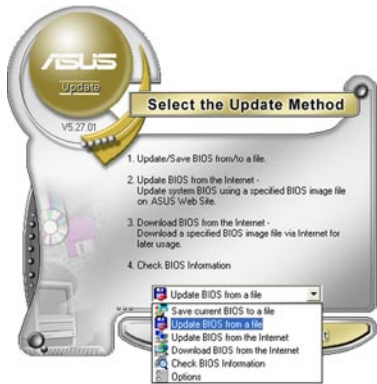 ASUS
Update
V5.27.01
Select the Update Method
1. Update/Save BIOS from/to a file.
2. Update BIOS from the Internet -
Update system BIOS using a specified BIOS image file
on ASUS Web Site.
3. Download BIOS from the Internet -
Download a specified BIOS image file via Internet for
later usage.
4. Check BIOS Information
Update BIOS from a file
Save current BIOS to a file
Update BIOS from a file
Update BIOS from the Internet
Download BIOS from the Internet
Check BIOS Information
Options